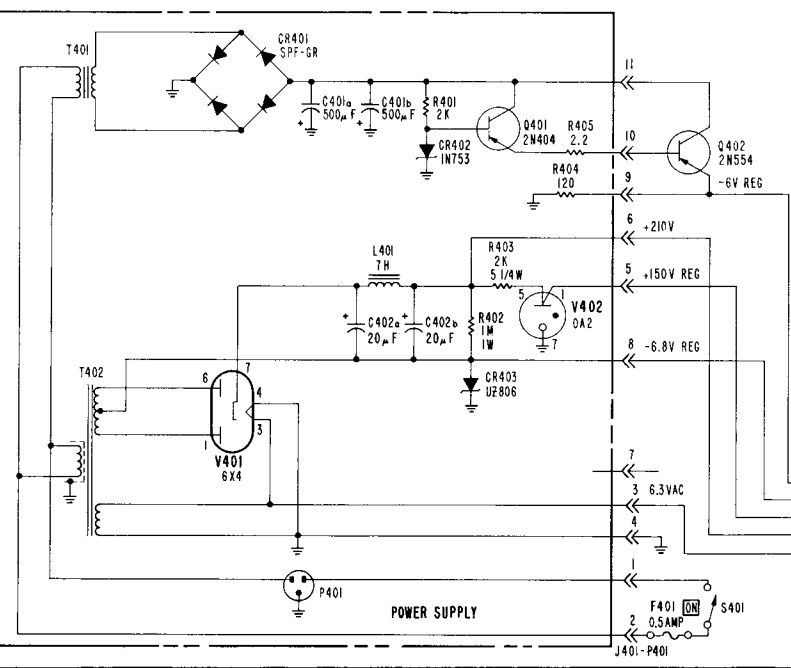 T401
CR401
SPF-GR
11
C401a
500µF
+
C401b
500µF
+
R401
2K
CR402
1N753
Q401
2N404
R405
2.2
10
Q402
2N554
R404
120
9
-6V REG
6
+210V
L401
7H
R403
2K
5 1/4W
5
+150V REG
5
1
V402
0A2
7
+
C402a
20µF
+
C402b
20µF
R402
1M
1W
8
-6.8V REG
CR403
UZ806
T402
6
7
4
3
1
V401
6X4
7
3
6.3VAC
4
1
P401
POWER SUPPLY
F401
ON
S401
2
0.5AMP
J401-P401